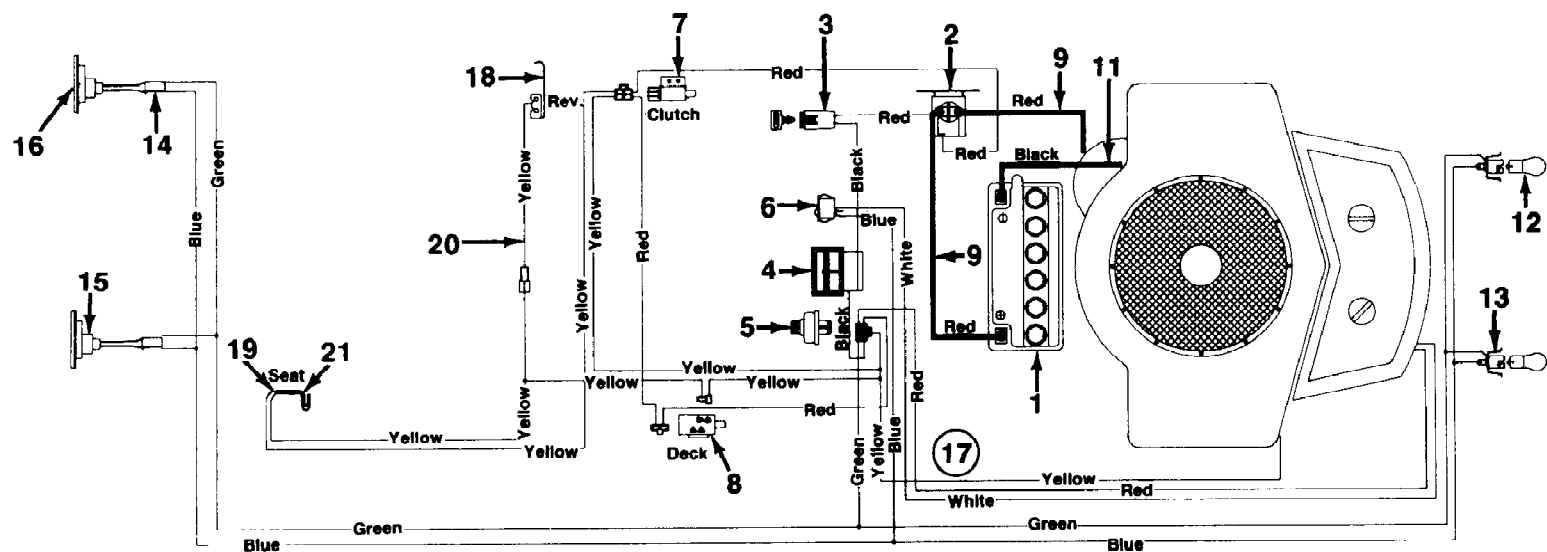 7
3
2
9
11
18
Red
Red
Rev
Clutch
Red
Red
Black
16
14
Green
Yellow
Yellow
Black
6
Blue
12
Blue
20
Red
White
9
4
15
5
Yellow
Black
Red
13
19
21
Seat
Yellow
Yellow
Yellow
Red
1
Yellow
Red
Yellow
Yellow
Deck
8
Green
Yellow
Blue
17
Yellow
Red
White
Green
Green
Blue
Blue